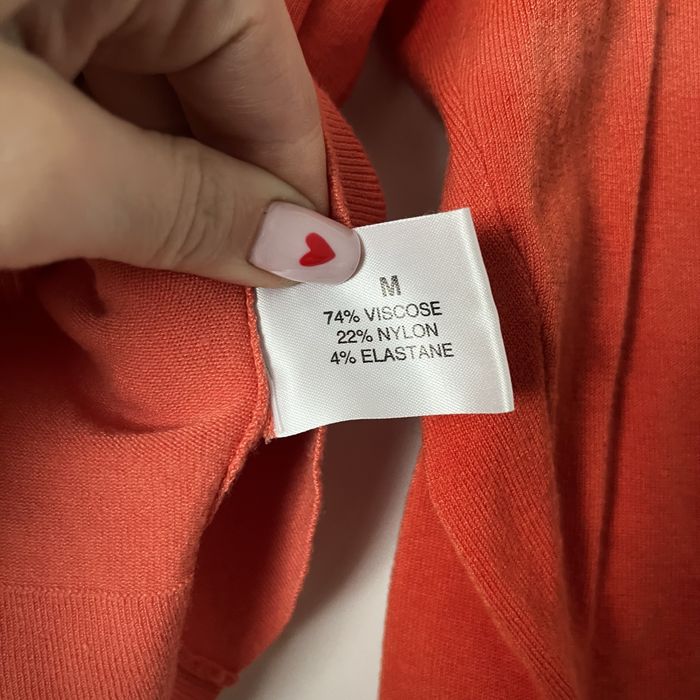 M
74% VISCOSE
22% NYLON
4% ELASTANE